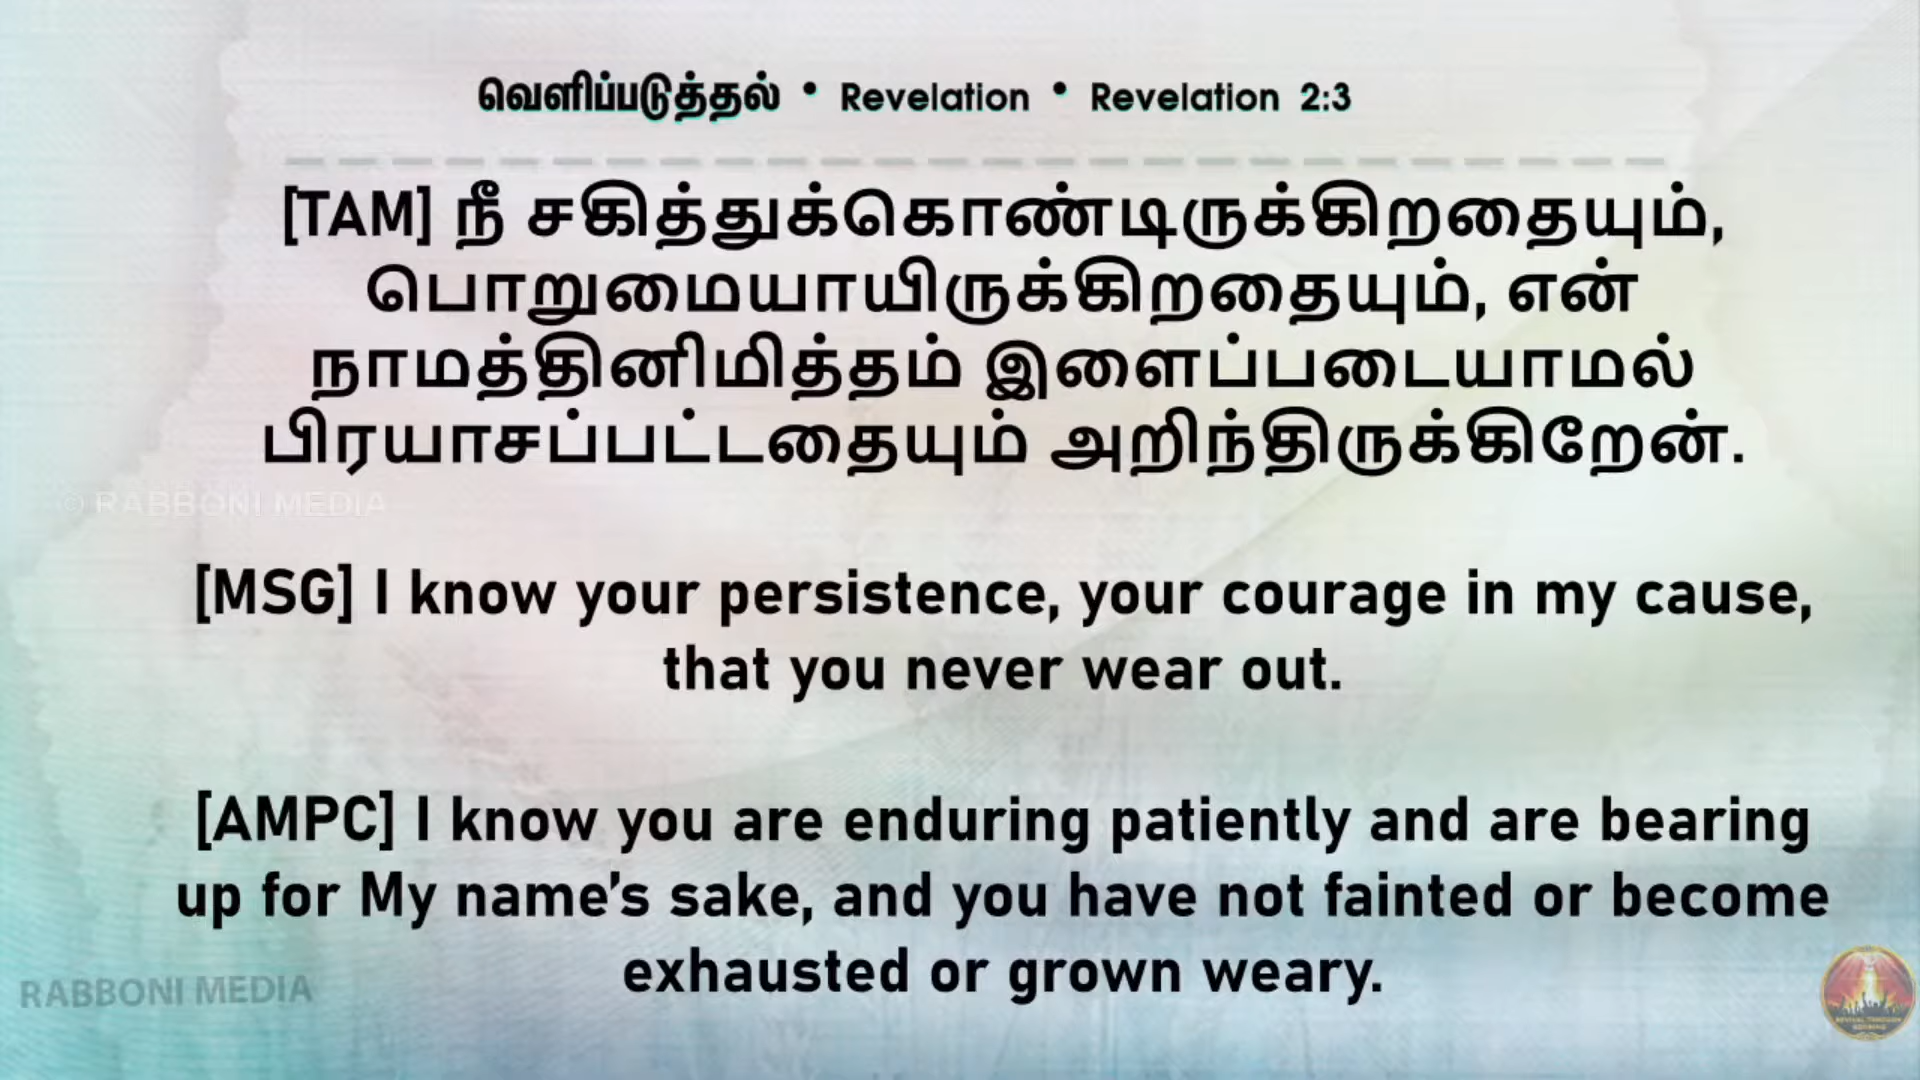 வெளிப்படுத்தல் • Revelation • Revelation 2:3
[TAM] நீ சகித்துக்கொண்டிருக்கிறதையும்,
பொறுமையாயிருக்கிறதையும், என்
நாமத்தினிமித்தம் இளைப்படையாமல்
பிரயாசப்பட்டதையும் அறிந்திருக்கிறேன்.
© RABBONI MEDIA
[MSG] I know your persistence, your courage in my cause,
that you never wear out.
[AMPC] I know you are enduring patiently and are bearing
up for My name’s sake, and you have not fainted or become
exhausted or grown weary.
RABBONI MEDIA